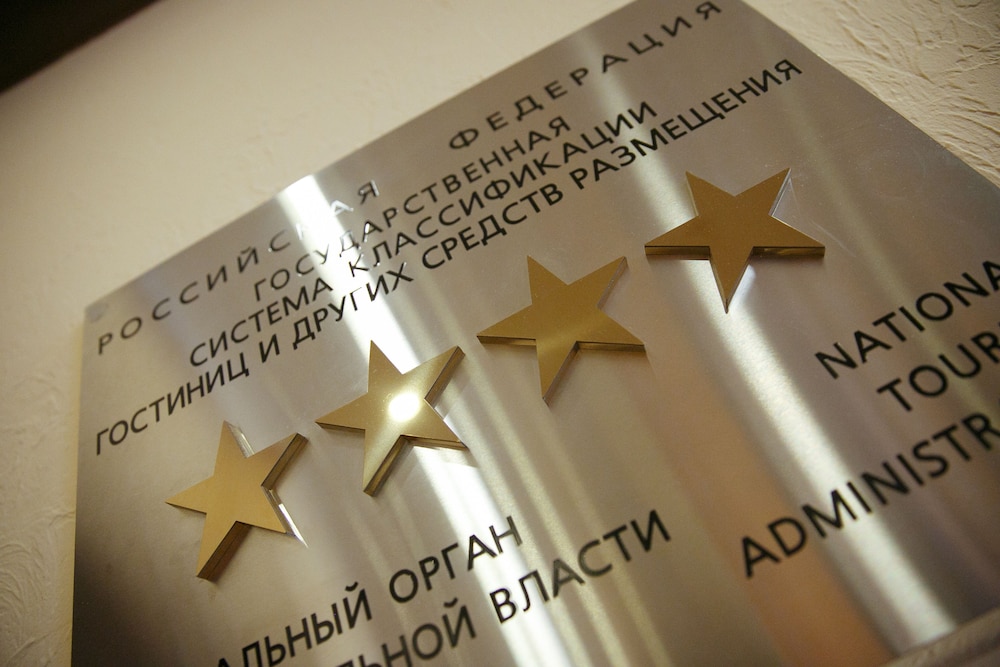 РОССИЙСКАЯ ФЕДЕРАЦИЯ
ГОСУДАРСТВЕННАЯ
СИСТЕМА КЛАССИФИКАЦИИ
ГОСТИНИЦ И ДРУГИХ СРЕДСТВ РАЗМЕЩЕНИЯ
АЛЬНЫЙ ОРГАН
ЛЬНОЙ ВЛАСТИ
NATIONA
TOUR
ADMINISTR